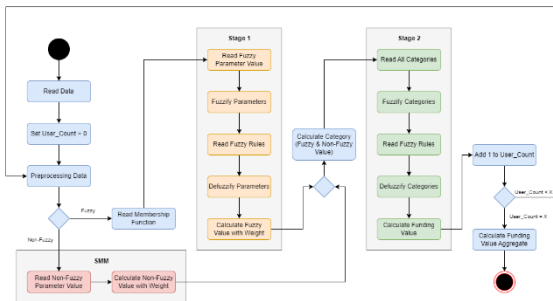 Stage 1
Stage 2
Read Data
Set User_Count = 0
Preprocessing Data
Fuzzy
Non-Fuzzy
Read Membership
Function
SMM
Read Non-Fuzzy
Parameter Value
Calculate Non-Fuzzy
Value with Weight
Read Fuzzy
Parameter Value
Fuzzify Parameters
Read Fuzzy Rules
Defuzzify Parameters
Calculate Fuzzy
Value with Weight
Calculate Category
(Fuzzy & Non-Fuzzy
Value)
Read All Categories
Fuzzify Categories
Read Fuzzy Rules
Defuzzify Categories
Calculate Funding
Value
Add 1 to User_Count
User_Count < X
User_Count = X
Calculate Funding
Value Aggregate